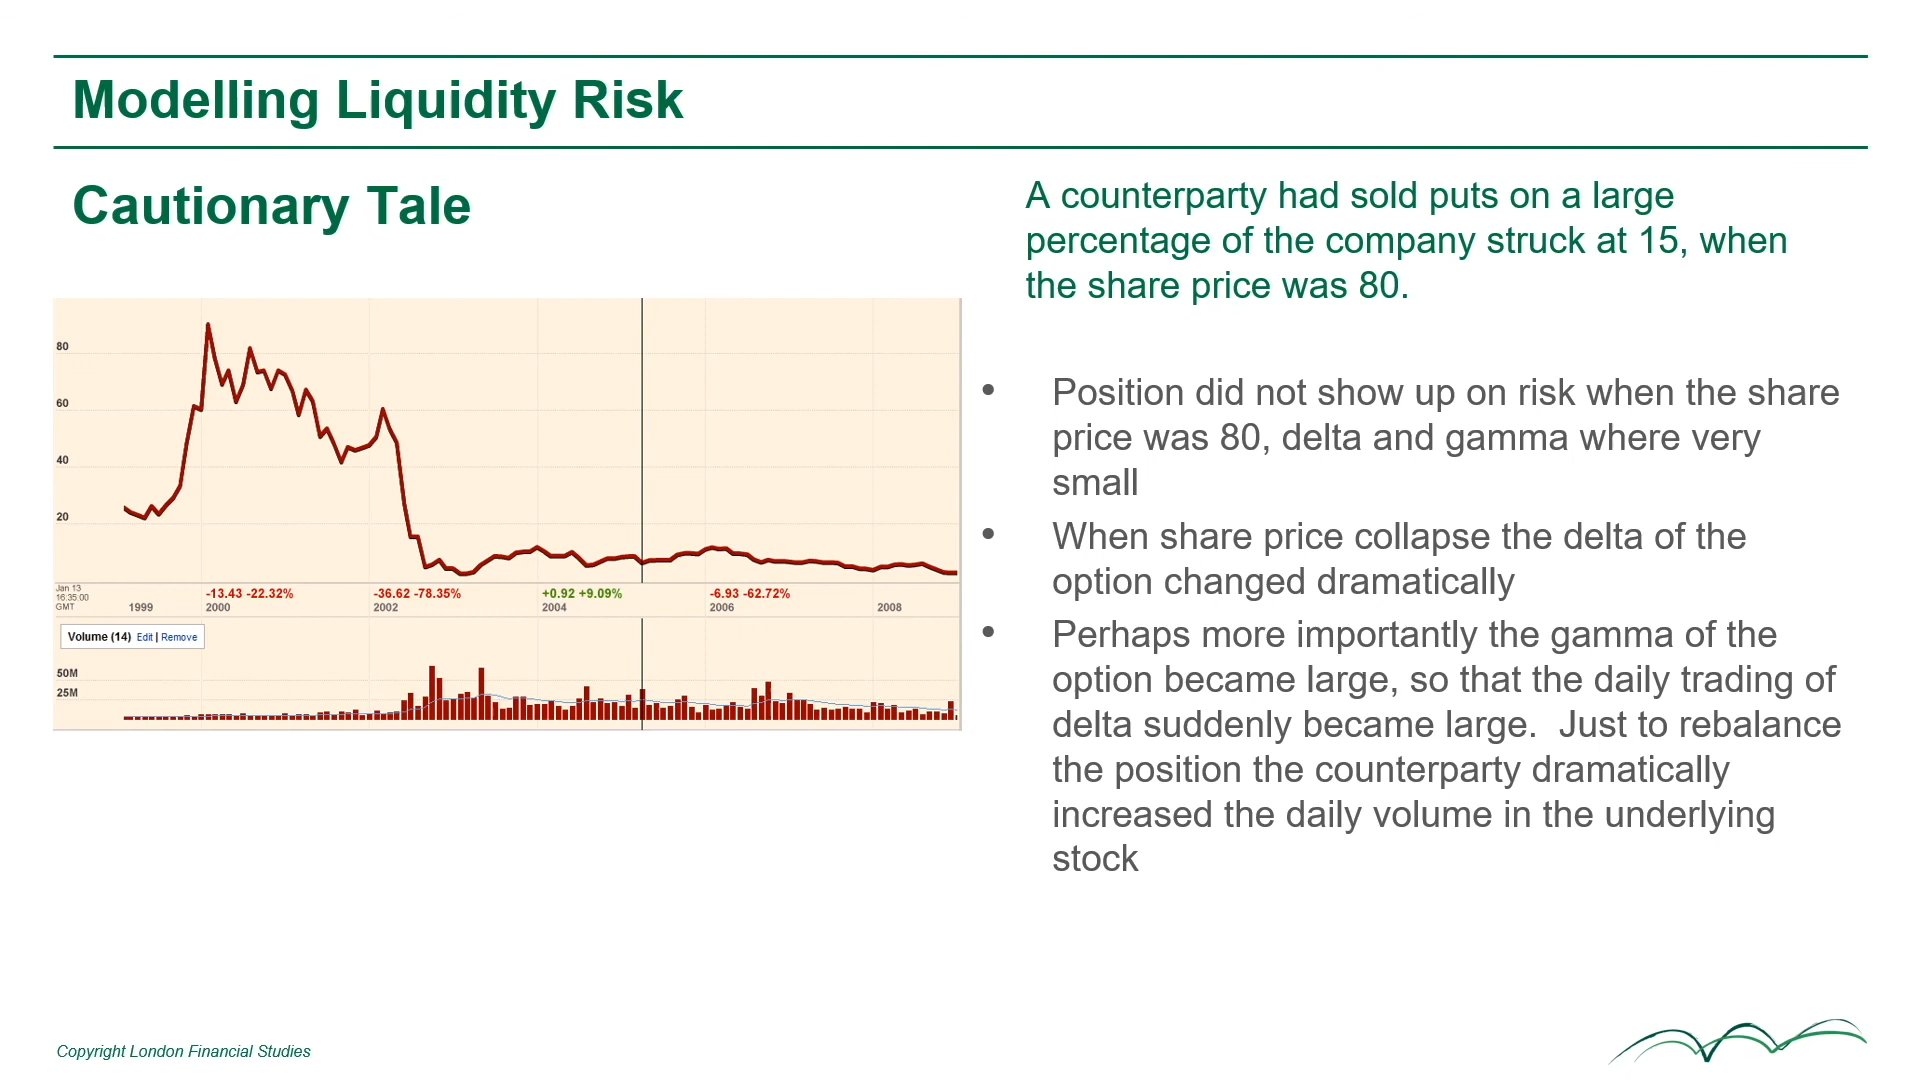 Modelling Liquidity Risk
Cautionary Tale
80
60
40
20
Jan 13
16:35:00
GMT
-13.43 -22.32%
-36.62 -78.35%
+0.92 +9.09%
-6.93 -62.72%
1999
2000
2002
2004
2006
2008
Volume (14) Edit | Remove
50M
25M
A counterparty had sold puts on a large
percentage of the company struck at 15, when
the share price was 80.
• Position did not show up on risk when the share
price was 80, delta and gamma where very
small
• When share price collapse the delta of the
option changed dramatically
• Perhaps more importantly the gamma of the
option became large, so that the daily trading of
delta suddenly became large.  Just to rebalance
the position the counterparty dramatically
increased the daily volume in the underlying
stock
Copyright London Financial Studies